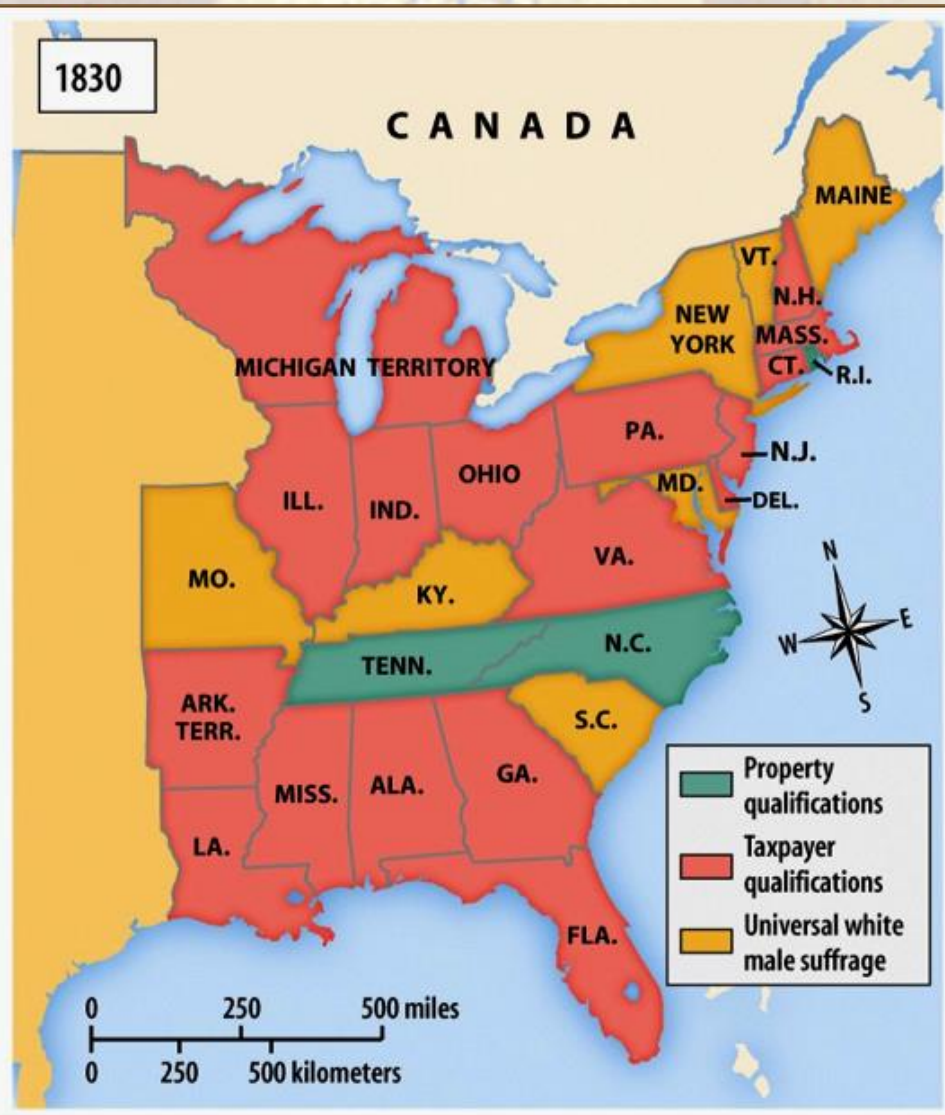 1830
CANADA
MAINE
VT.
N.H.
NEW
YORK
MASS.
CT.
R.I.
MICHIGAN TERRITORY
PA.
N.J.
OHIO
ILL.
IND.
MD.
DEL.
VA.
MO.
KY.
N.C.
TENN.
N
W
E
S
ARK.
TERR.
S.C.
MISS.
ALA.
GA.
LA.
FLA.
Property
qualifications
Taxpayer
qualifications
Universal white
male suffrage
0 250 500 miles
0 250 500 kilometers